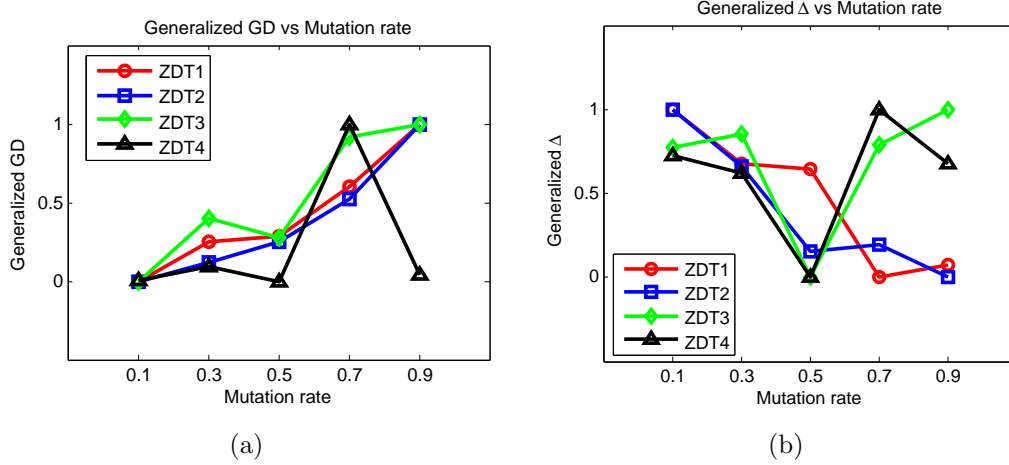 Generalized GD vs Mutation rate
ZDT1
ZDT2
ZDT3
ZDT4
1
0.5
0
Generalized GD
0.1 0.3 0.5 0.7 0.9
Mutation rate
(a)
Generalized Δ vs Mutation rate
1
0.5
0
Generalized Δ
ZDT1
ZDT2
ZDT3
ZDT4
0.1 0.3 0.5 0.7 0.9
Mutation rate
(b)